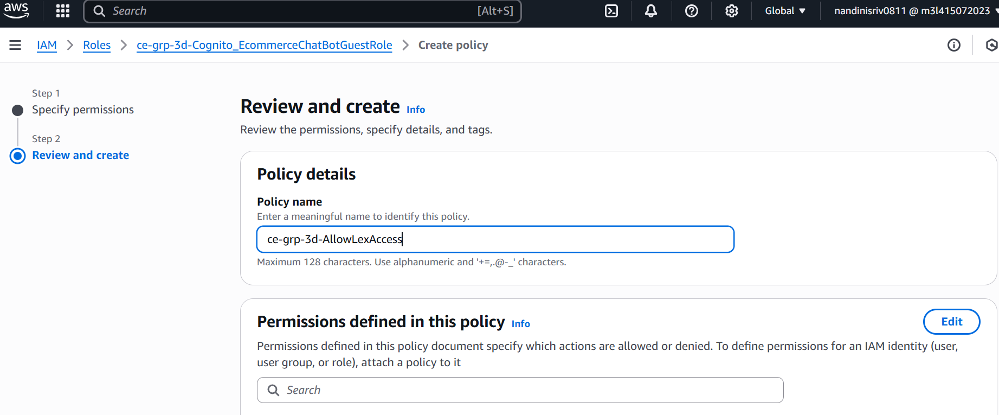 aws
Search
[Alt+S]
Global
nandinisriv0811 @ m3l415072023
IAM
Roles
ce-grp-3d-Cognito_EcommerceChatBotGuestRole
Create policy
Step 1
Specify permissions
Step 2
Review and create
Review and create Info
Review the permissions, specify details, and tags.
Policy details
Policy name
Enter a meaningful name to identify this policy.
ce-grp-3d-AllowLexAccess
Maximum 128 characters. Use alphanumeric and '+=,.@-_' characters.
Permissions defined in this policy Info
Edit
Permissions defined in this policy document specify which actions are allowed or denied. To define permissions for an IAM identity (user,
user group, or role), attach a policy to it
Search